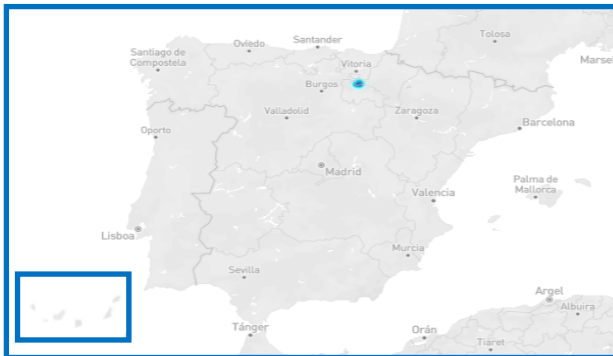 Tolosa
Santander
Oviedo
Santiago de
Compostela
Vitoria
Marsei
Burgos
Valladolid
Zaragoza
Barcelona
Oporto
Madrid
Palma de
Mallorca
Valencia
Lisboa
Murcia
Sevilla
Argel
Albuira
Tánger
Orán
Tiaret